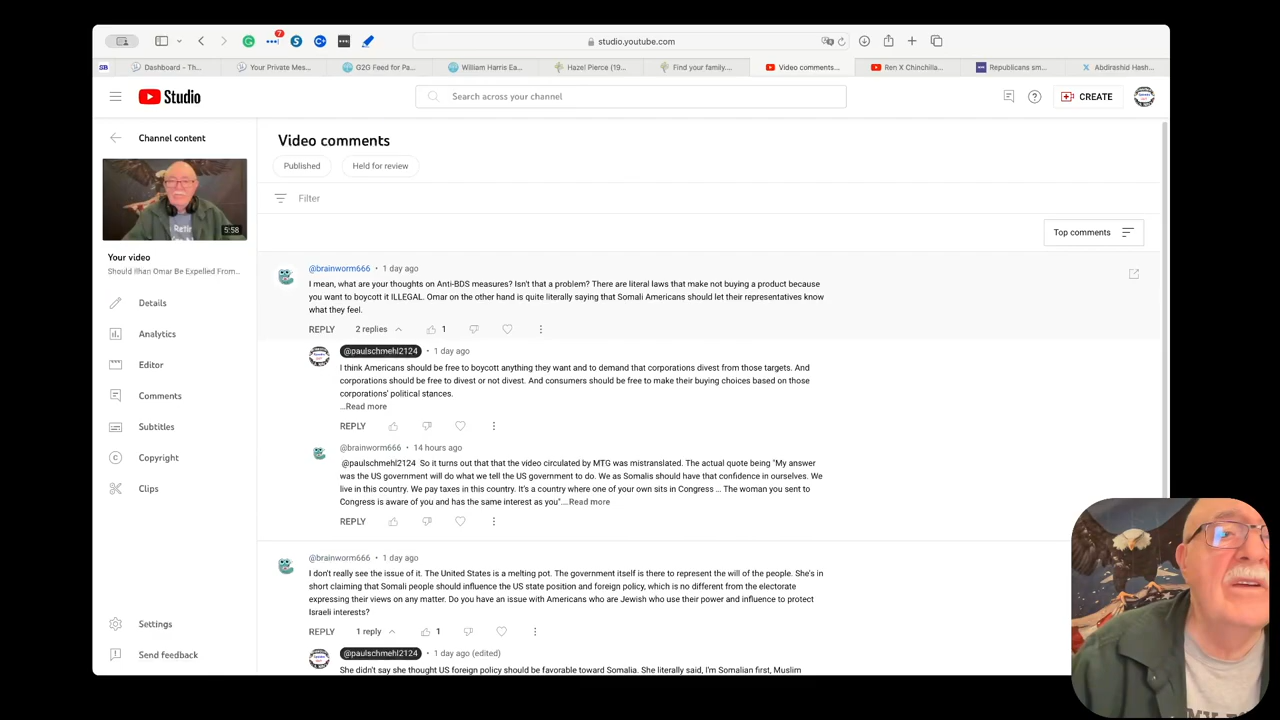 7
studio.youtube.com
SB
Dashboard – Th...
Your Private Mes...
G2G Feed for Pa...
William Harris Ea...
Hazel Pierce (19...
Find your family....
Video comments...
Ren X Chinchilla...
Republicans sm...
Abdirashid Hash...
Studio
Search across your channel
CREATE
Channel content
Video comments
Published
Held for review
Filter
5:58
Top comments
Your video
Should Ilhan Omar Be Expelled From...
@brainworm666 • 1 day ago
I mean, what are your thoughts on Anti-BDS measures? Isn't that a problem? There are literal laws that make not buying a product because
you want to boycott it ILLEGAL. Omar on the other hand is quite literally saying that Somali Americans should let their representatives know
what they feel.
REPLY 2 replies 1
Details
Analytics
Editor
Comments
Subtitles
Copyright
Clips
@paulschmehl2124 • 1 day ago
I think Americans should be free to boycott anything they want and to demand that corporations divest from those targets. And
corporations should be free to divest or not divest. And consumers should be free to make their buying choices based on those
corporations' political stances.
...Read more
REPLY
@brainworm666 • 14 hours ago
@paulschmehl2124 So it turns out that that the video circulated by MTG was mistranslated. The actual quote being "My answer
was the US government will do what we tell the US government to do. We as Somalis should have that confidence in ourselves. We
live in this country. We pay taxes in this country. It's a country where one of your own sits in Congress ... The woman you sent to
Congress is aware of you and has the same interest as you"....Read more
REPLY
@brainworm666 • 1 day ago
I don't really see the issue of it. The United States is a melting pot. The government itself is there to represent the will of the people. She's in
short claiming that Somali people should influence the US state position and foreign policy, which is no different from the electorate
expressing their views on any matter. Do you have an issue with Americans who are Jewish who use their power and influence to protect
Israeli interests?
REPLY 1 reply 1
@paulschmehl2124 • 1 day ago (edited)
She didn't say she thought US foreign policy should be favorable toward Somalia. She literally said, I'm Somalian first, Muslim
Settings
Send feedback